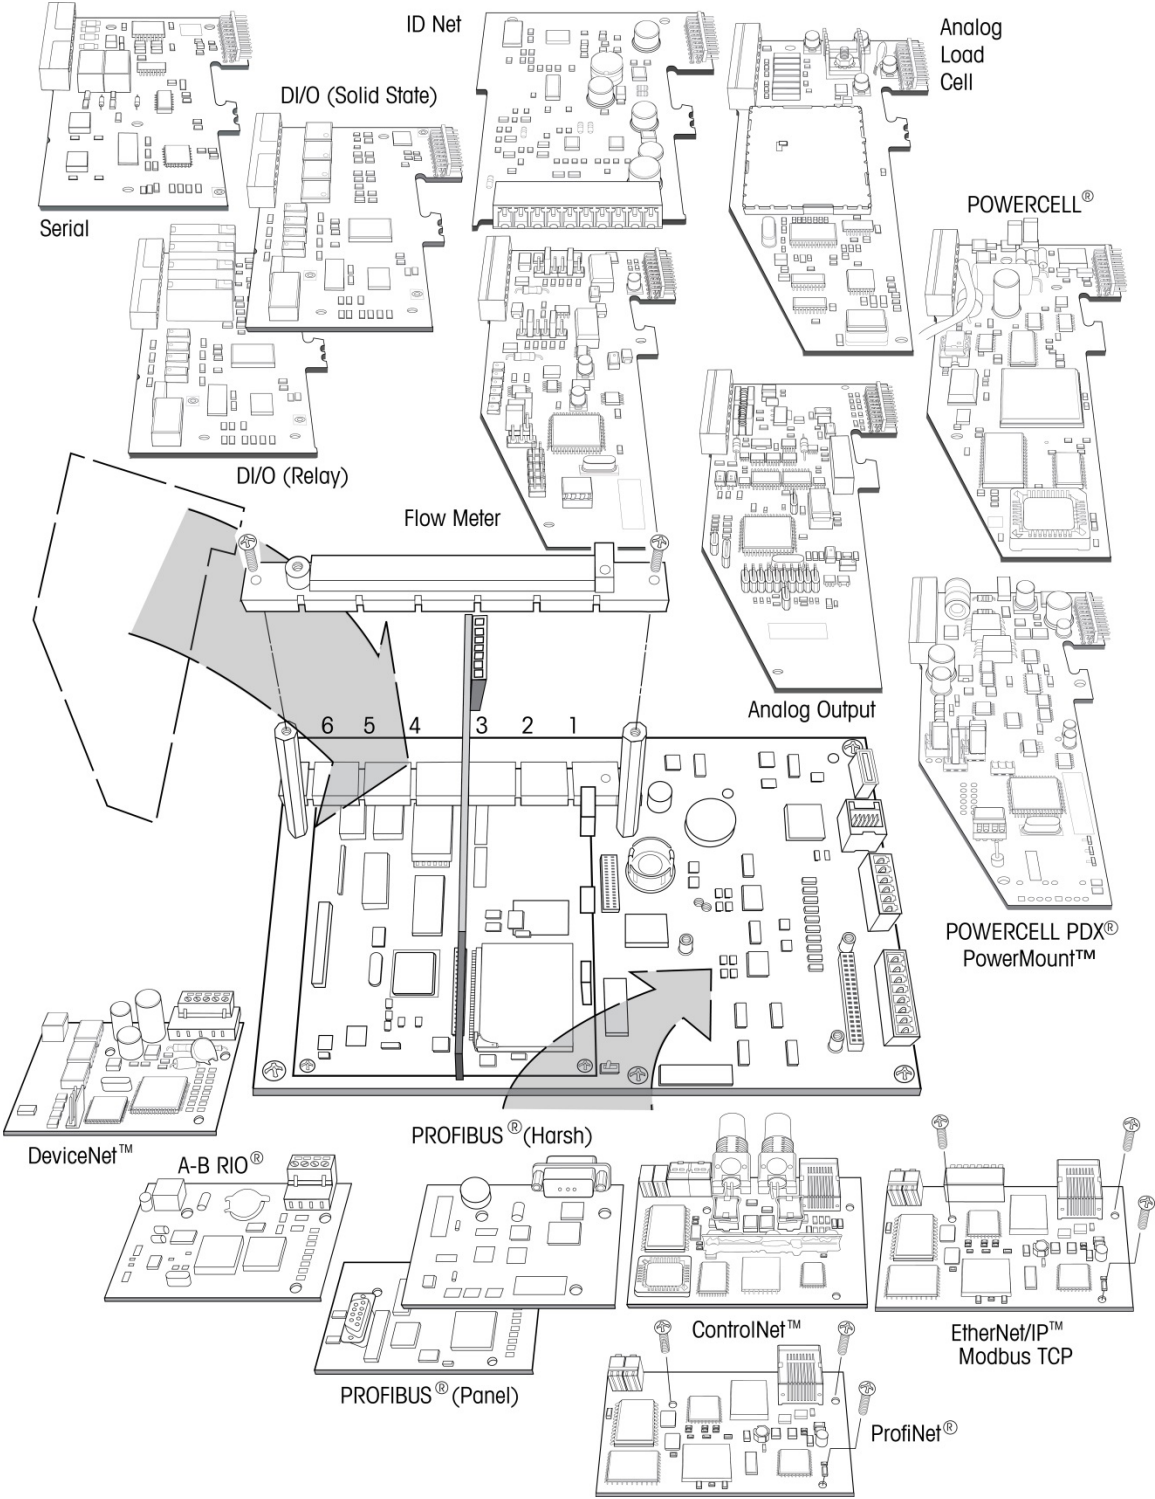 ID Net
Analog
Load
Cell
DI/O (Solid State)
POWERCELL®
Serial
DI/O (Relay)
Flow Meter
Analog Output
6 5 4 3 2 1
POWERCELL PDX®
PowerMount™
PROFIBUS® (Harsh)
DeviceNet™
A-B RIO®
ControlNet™
EtherNet/IP™
Modbus TCP
PROFIBUS® (Panel)
ProfiNet®